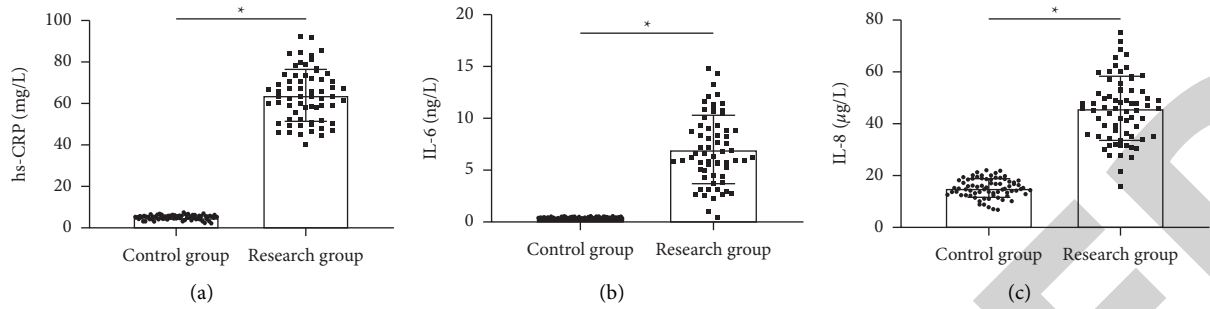 *
100
80
60
40
20
0
hs-CRP (mg/L)
Control group
Research group
(a)
*
20
15
10
5
0
IL-6 (ng/L)
Control group
Research group
(b)
*
80
60
40
20
0
IL-8 (µg/L)
Control group
Research group
(c)